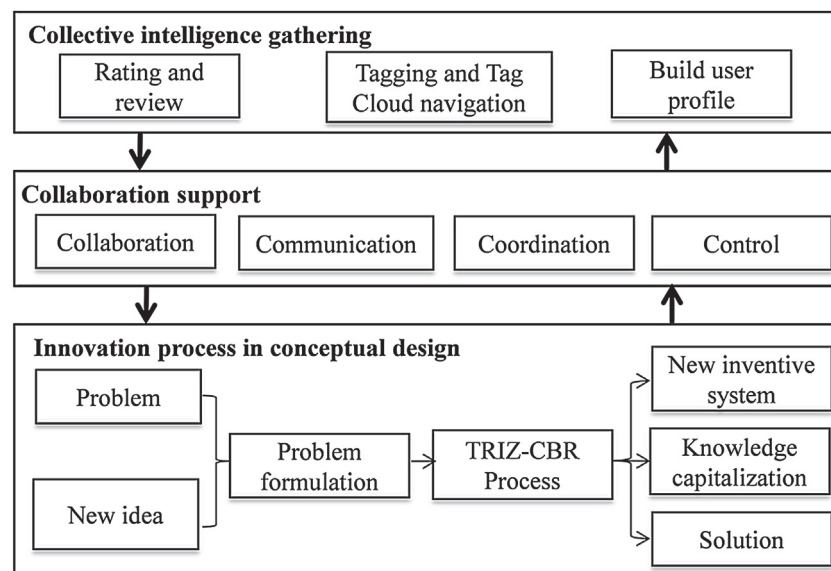 Collective intelligence gathering
Rating and
review
Tagging and Tag
Cloud navigation
Build user
profile
Collaboration support
Collaboration
Communication
Coordination
Control
Innovation process in conceptual design
Problem
New idea
Problem
formulation
TRIZ-CBR
Process
New inventive
system
Knowledge
capitalization
Solution